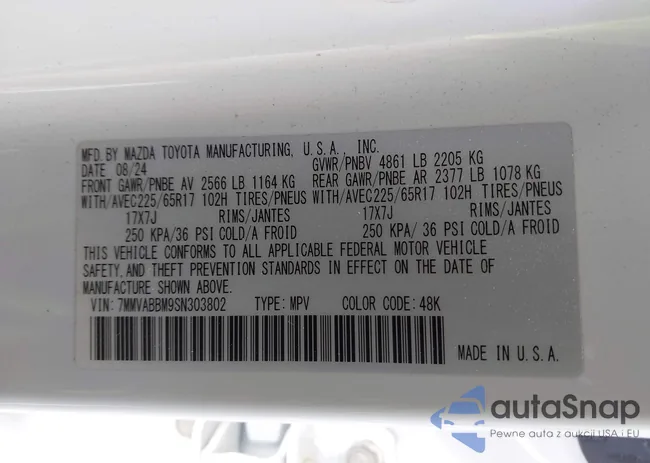 MFD. BY MAZDA TOYOTA MANUFACTURING, U.S.A., INC.
DATE 08/24 GVWR/PNBV 4861 LB 2205 KG
FRONT GAWR/PNBE AV 2566 LB 1164 KG REAR GAWR/PNBE AR 2377 LB 1078 KG
WITH/AVEC225/65R17 102H TIRES/PNEUS WITH/AVEC225/65R17 102H TIRES/PNEUS
17X7J RIMS/JANTES 17X7J RIMS/JANTES
250 KPA/36 PSI COLD/A FROID 250 KPA/ 36 PSI COLD/A FROID
THIS VEHICLE CONFORMS TO ALL APPLICABLE FEDERAL MOTOR VEHICLE
SAFETY, AND THEFT PREVENTION STANDARDS IN EFFECT ON THE DATE OF
MANUFACTURE SHOWN ABOVE.
VIN: 7MMVABBM9SN303802 TYPE: MPV COLOR CODE: 48K
MADE IN U.S.A.
autaSnap
Pewne auta z aukcji USA i EU